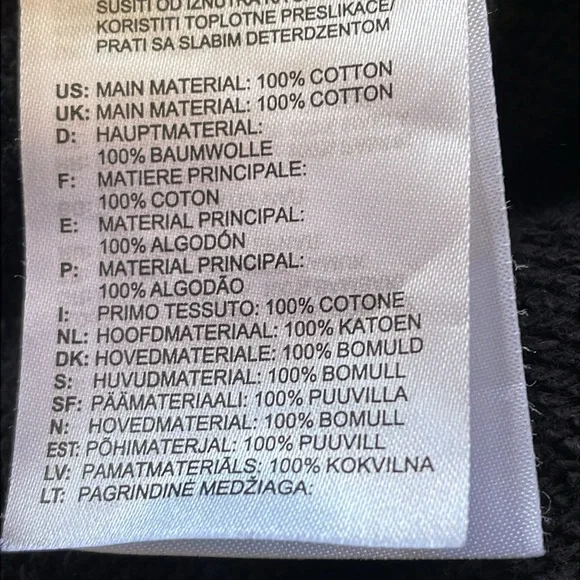 SUŠITI OD IZNUTRA
KORISTITI TOPLOTNE PRESLIKAČE/
PRATI SA SLABIM DETERDZENTOM
US: MAIN MATERIAL: 100% COTTON
UK: MAIN MATERIAL: 100% COTTON
D: HAUPTMATERIAL:
100% BAUMWOLLE
F: MATIERE PRINCIPALE:
100% COTON
E: MATERIAL PRINCIPAL:
100% ALGODÓN
P: MATERIAL PRINCIPAL:
100% ALGODÃO
I: PRIMO TESSUTO: 100% COTONE
NL: HOOFDMATERIAAL: 100% KATOEN
DK: HOVEDMATERIALE: 100% BOMULD
S: HUVUDMATERIAL: 100% BOMULL
SF: PÄÄMATERIAALI: 100% PUUVILLA
N: HOVEDMATERIAL: 100% BOMULL
EST: PÕHIMATERJAL: 100% PUUVILL
LV: PAMATMATERIĀLS: 100% KOKVILNA
LT: PAGRINDINĖ MEDŽIAGA: